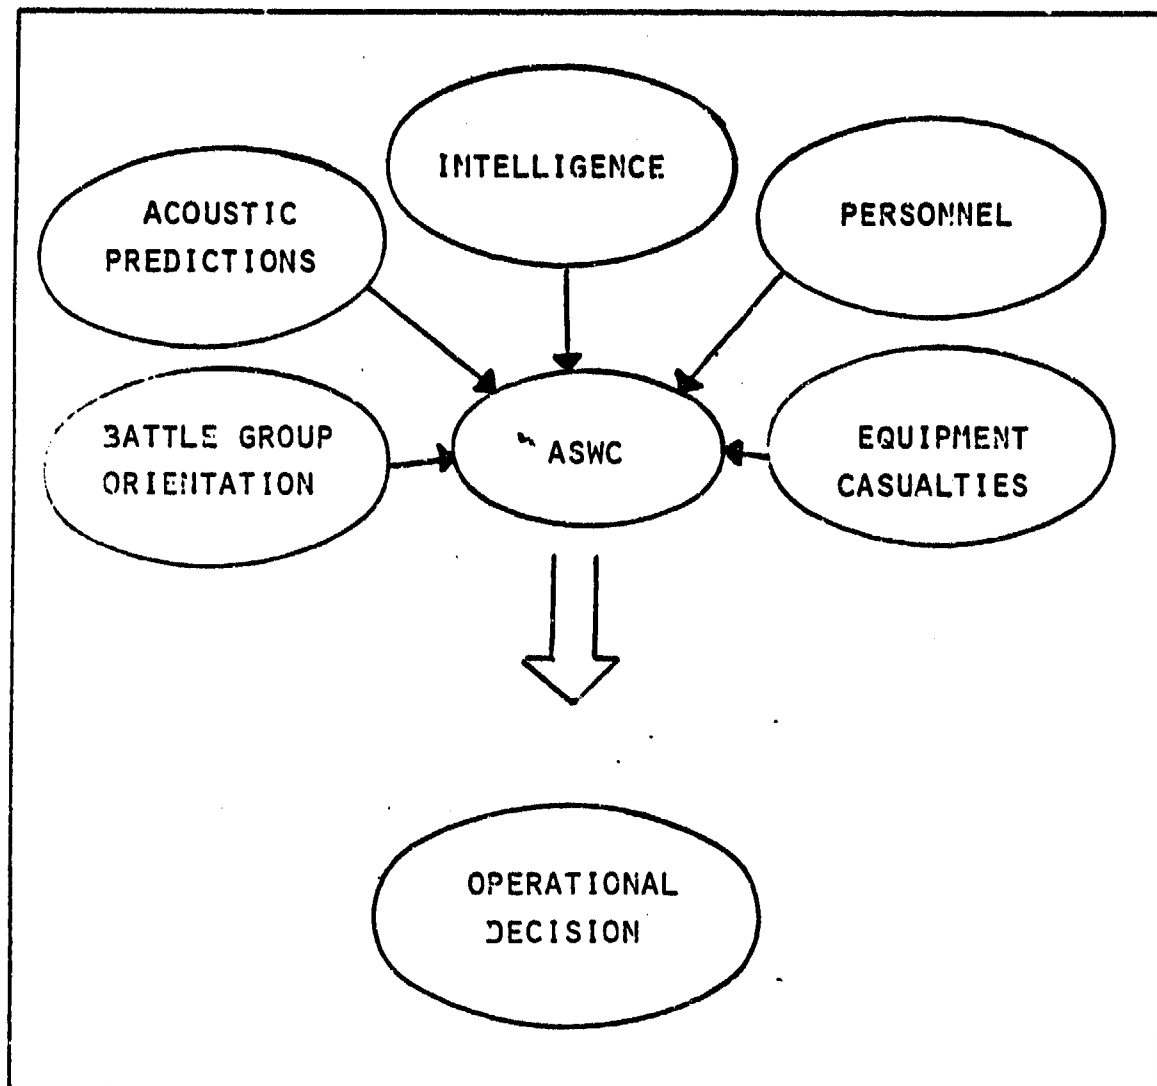 INTELLIGENCE
ACOUSTIC
PREDICTIONS
PERSONNEL
BATTLE GROUP
ORIENTATION
ASWC
EQUIPMENT
CASUALTIES
OPERATIONAL
DECISION